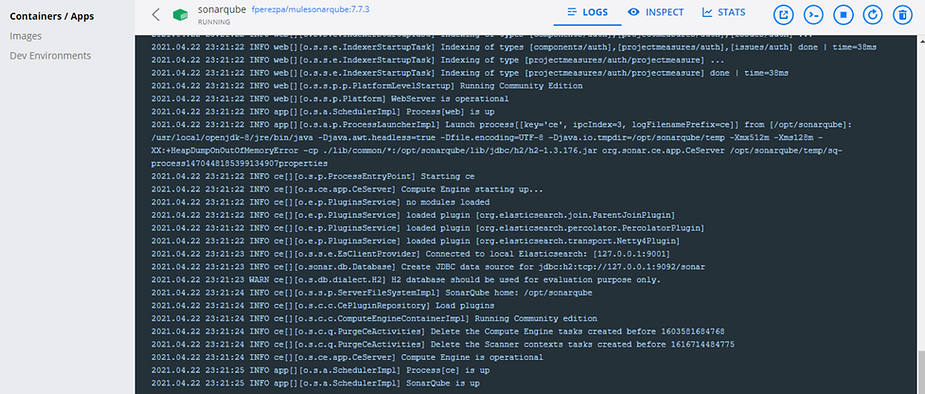 Containers / Apps
Images
Dev Environments
sonarqube fperezpa/mulesonarqube:7.7.3
RUNNING
LOGS
INSPECT
STATS
2021.04.22 23:21:22 INFO web[][o.s.s.e.IndexerStartupTask] Indexing of types [components/auth],[projectmeasures/auth],[issues/auth] ...
2021.04.22 23:21:22 INFO web[][o.s.s.e.IndexerStartupTask] Indexing of types [components/auth],[projectmeasures/auth],[issues/auth] done | time=38ms
2021.04.22 23:21:22 INFO web[][o.s.s.e.IndexerStartupTask] Indexing of type [projectmeasures/auth/projectmeasure] ...
2021.04.22 23:21:22 INFO web[][o.s.s.e.IndexerStartupTask] Indexing of type [projectmeasures/auth/projectmeasure] done | time=38ms
2021.04.22 23:21:22 INFO web[][o.s.s.p.p.PlatformLevelStartup] Running Community Edition
2021.04.22 23:21:22 INFO web[][o.s.s.p.Platform] WebServer is operational
2021.04.22 23:21:22 INFO app[][o.s.a.SchedulerImpl] Process[web] is up
2021.04.22 23:21:22 INFO app[][o.s.a.p.ProcessLauncherImpl] Launch process[[key='ce', ipcIndex=3, logFilenamePrefix=ce]] from [/opt/sonarqube]:
/usr/local/openjdk-8/jre/bin/java -Djava.awt.headless=true -Dfile.encoding=UTF-8 -Djava.io.tmpdir=/opt/sonarqube/temp -Xmx512m -Xms128m -
XX:+HeapDumpOnOutOfMemoryError -cp ./lib/common/*:/opt/sonarqube/lib/jdbc/h2/h2-1.3.176.jar org.sonar.ce.app.CeServer /opt/sonarqube/temp/sq-
process1470448185399134907properties
2021.04.22 23:21:22 INFO ce[][o.s.p.ProcessEntryPoint] Starting ce
2021.04.22 23:21:22 INFO ce[][o.s.ce.app.CeServer] Compute Engine starting up...
2021.04.22 23:21:22 INFO ce[][o.e.p.PluginsService] no modules loaded
2021.04.22 23:21:22 INFO ce[][o.e.p.PluginsService] loaded plugin [org.elasticsearch.join.ParentJoinPlugin]
2021.04.22 23:21:22 INFO ce[][o.e.p.PluginsService] loaded plugin [org.elasticsearch.percolator.PercolatorPlugin]
2021.04.22 23:21:22 INFO ce[][o.e.p.PluginsService] loaded plugin [org.elasticsearch.transport.Netty4Plugin]
2021.04.22 23:21:23 INFO ce[][o.s.s.e.EsClientProvider] Connected to local Elasticsearch: [127.0.0.1:9001]
2021.04.22 23:21:23 INFO ce[][o.sonar.db.Database] Create JDBC data source for jdbc:h2:tcp://127.0.0.1:9092/sonar
2021.04.22 23:21:23 WARN ce[][o.s.db.dialect.H2] H2 database should be used for evaluation purpose only.
2021.04.22 23:21:24 INFO ce[][o.s.s.p.ServerFileSystemImpl] SonarQube home: /opt/sonarqube
2021.04.22 23:21:24 INFO ce[][o.s.c.c.CePluginRepository] Load plugins
2021.04.22 23:21:24 INFO ce[][o.s.c.c.ComputeEngineContainerImpl] Running Community edition
2021.04.22 23:21:24 INFO ce[][o.s.c.q.PurgeCeActivities] Delete the Compute Engine tasks created before 1603581684768
2021.04.22 23:21:24 INFO ce[][o.s.c.q.PurgeCeActivities] Delete the Scanner contexts tasks created before 1616714484775
2021.04.22 23:21:24 INFO ce[][o.s.ce.app.CeServer] Compute Engine is operational
2021.04.22 23:21:25 INFO app[][o.s.a.SchedulerImpl] Process[ce] is up
2021.04.22 23:21:25 INFO app[][o.s.a.SchedulerImpl] SonarQube is up